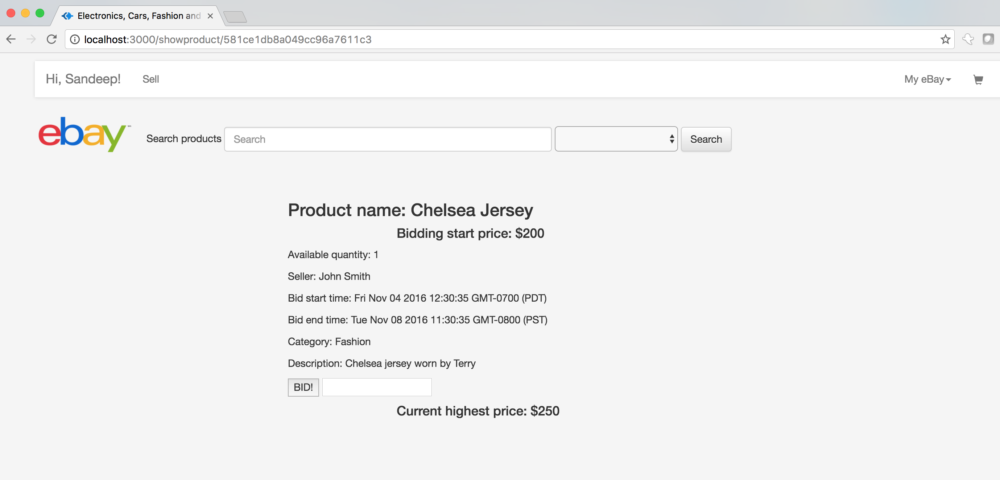 Electronics, Cars, Fashion and
localhost:3000/showproduct/581ce1db8a049cc96a7611c3
Hi, Sandeep! Sell My eBay
ebay™ Search products Search Search
Product name: Chelsea Jersey
Bidding start price: $200
Available quantity: 1
Seller: John Smith
Bid start time: Fri Nov 04 2016 12:30:35 GMT-0700 (PDT)
Bid end time: Tue Nov 08 2016 11:30:35 GMT-0800 (PST)
Category: Fashion
Description: Chelsea jersey worn by Terry
BID!
Current highest price: $250